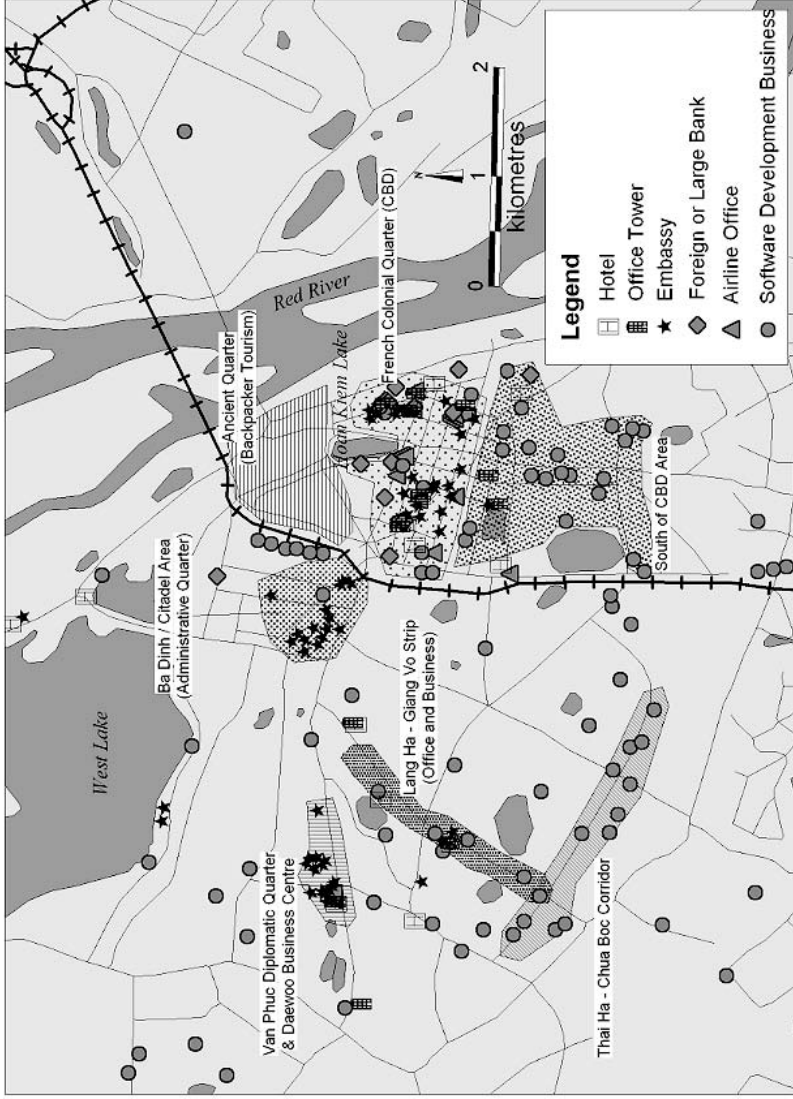 West Lake
Ba Dinh / Citadel Area
(Administrative Quarter)
Ancient Quarter
(Backpacker Tourism)
Red River
Hoan Kiem Lake
French Colonial Quarter (CBD)
Van Phuc Diplomatic Quarter
& Daewoo Business Centre
Lang Ha - Giang Vo Strip
(Office and Business)
South of CBD Area
Thai Ha - Chua Boc Corridor
N
0
1
2
kilometres
Legend
Hotel
Office Tower
Embassy
Foreign or Large Bank
Airline Office
Software Development Business